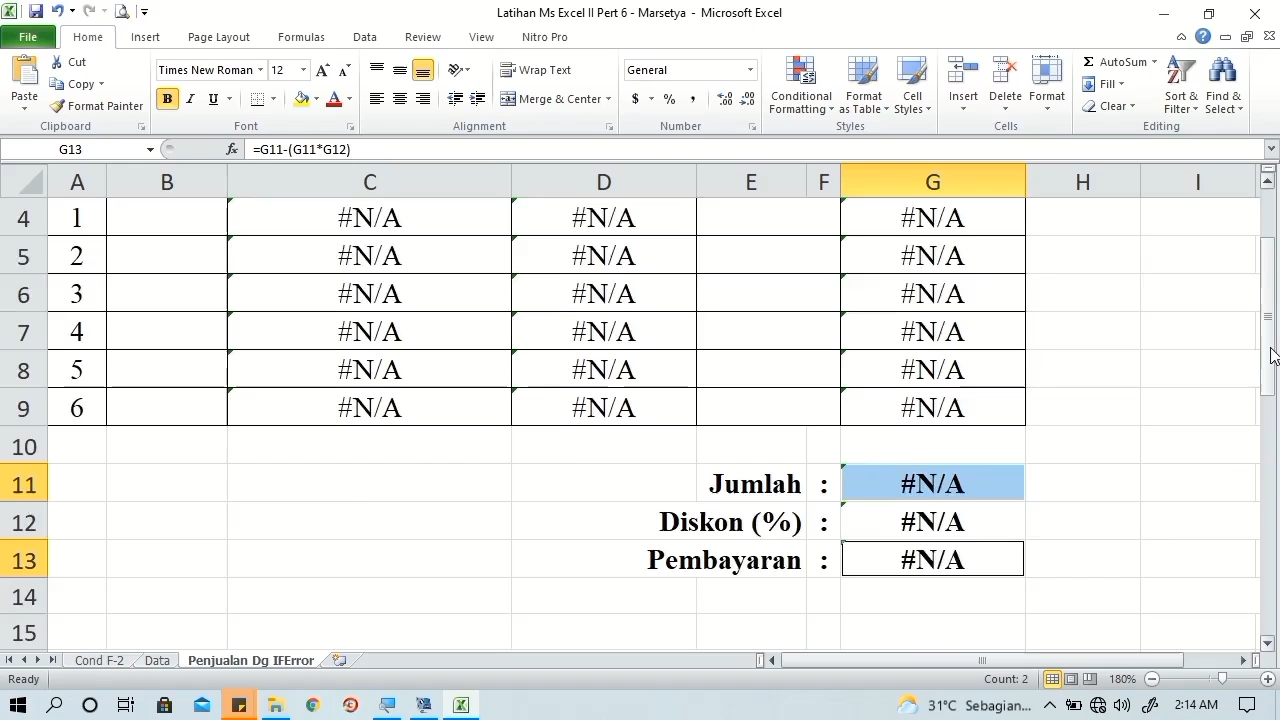 Latihan Ms Excel II Pert 6 - Marsetya - Microsoft Excel
File Home Insert Page Layout Formulas Data Review View Nitro Pro
Paste
Cut
Copy
Format Painter
Clipboard
Times New Roman 12
B I U
Font
Wrap Text
Merge & Center
Alignment
General
$ % ,
Number
Conditional Formatting
Format as Table
Cell Styles
Styles
Insert Delete Format
Cells
AutoSum
Fill
Clear
Sort & Filter
Find & Select
Editing
G13 fx =G11-(G11*G12)
A B C D E F G H I
4 1 #N/A #N/A #N/A
5 2 #N/A #N/A #N/A
6 3 #N/A #N/A #N/A
7 4 #N/A #N/A #N/A
8 5 #N/A #N/A #N/A
9 6 #N/A #N/A #N/A
10
11 Jumlah : #N/A
12 Diskon (%) : #N/A
13 Pembayaran : #N/A
14
15
Cond F-2 Data Penjualan Dg IFError
Ready Count: 2 180%
31°C Sebagian... 2:14 AM